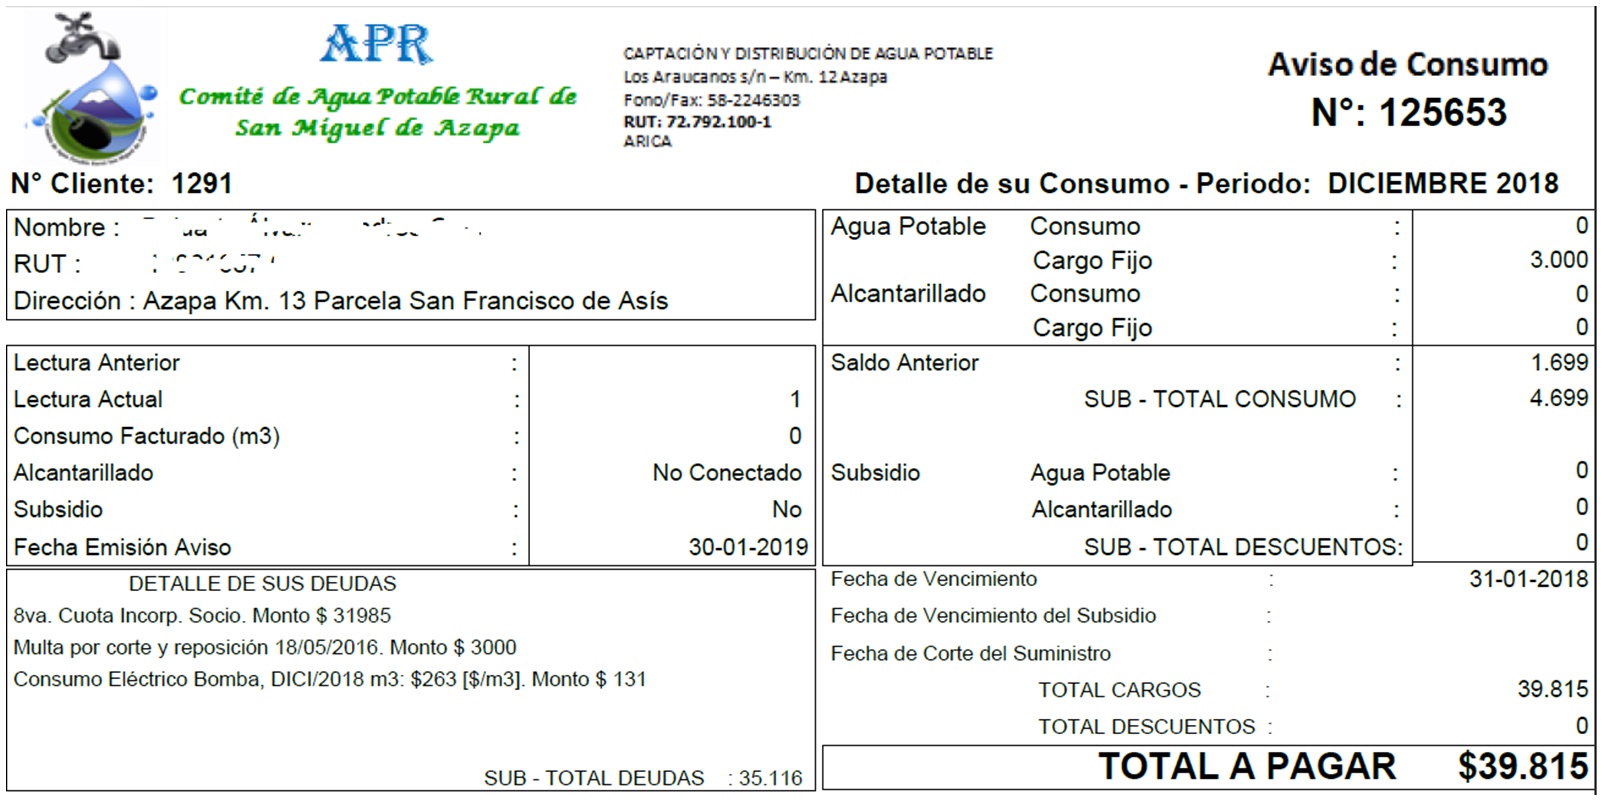 APR
Comité de Agua Potable Rural de
San Miguel de Azapa
CAPTACIÓN Y DISTRIBUCIÓN DE AGUA POTABLE
Los Araucanos s/n – Km. 12 Azapa
Fono/Fax: 58-2246303
RUT: 72.792.100-1
ARICA
Aviso de Consumo
N°: 125653
N° Cliente: 1291
Nombre :
RUT :
Dirección : Azapa Km. 13 Parcela San Francisco de Asís
Lectura Anterior :
Lectura Actual : 1
Consumo Facturado (m3) : 0
Alcantarillado : No Conectado
Subsidio : No
Fecha Emisión Aviso : 30-01-2019
DETALLE DE SUS DEUDAS
8va. Cuota Incorp. Socio. Monto $ 31985
Multa por corte y reposición 18/05/2016. Monto $ 3000
Consumo Eléctrico Bomba, DICI/2018 m3: $263 [$/m3]. Monto $ 131
SUB - TOTAL DEUDAS : 35.116
Detalle de su Consumo - Periodo: DICIEMBRE 2018
Agua Potable Consumo : 0
Cargo Fijo : 3.000
Alcantarillado Consumo : 0
Cargo Fijo : 0
Saldo Anterior : 1.699
SUB - TOTAL CONSUMO : 4.699
Subsidio Agua Potable : 0
Alcantarillado : 0
SUB - TOTAL DESCUENTOS: 0
Fecha de Vencimiento : 31-01-2018
Fecha de Vencimiento del Subsidio :
Fecha de Corte del Suministro :
TOTAL CARGOS : 39.815
TOTAL DESCUENTOS : 0
TOTAL A PAGAR $39.815